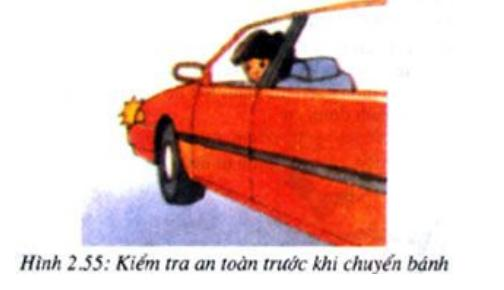 Hình 2.55: Kiểm tra an toàn trước khi chuyển bánh